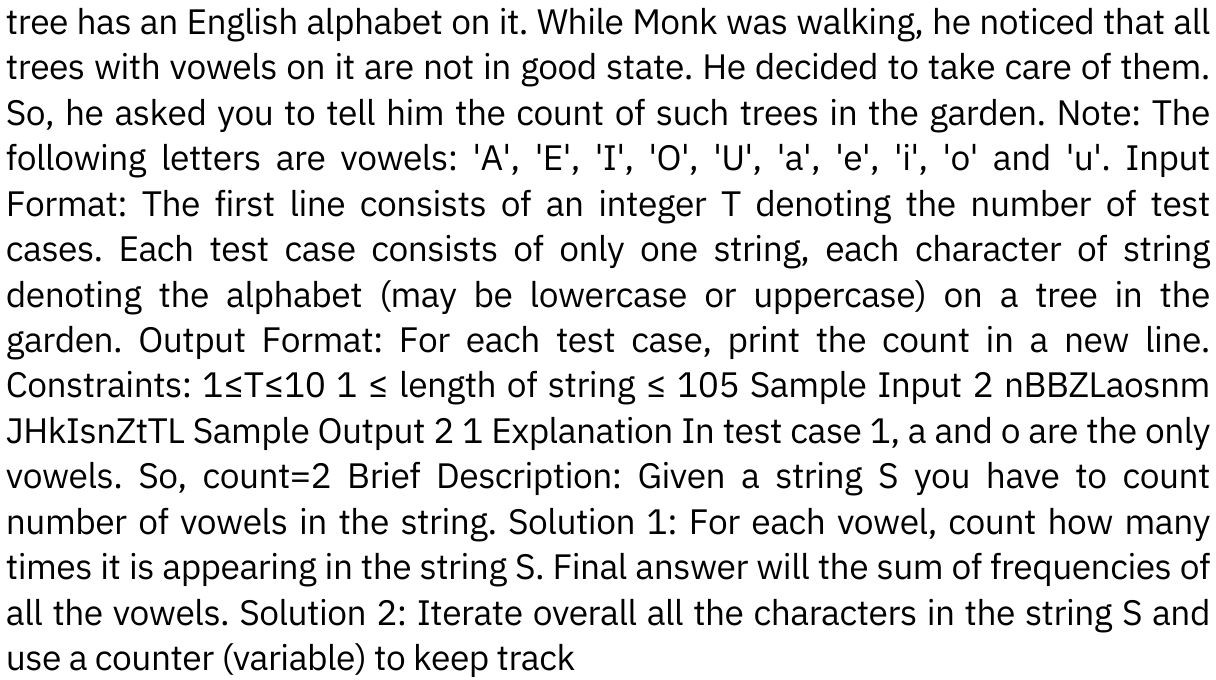 tree has an English alphabet on it. While Monk was walking, he noticed that all
trees with vowels on it are not in good state. He decided to take care of them.
So, he asked you to tell him the count of such trees in the garden. Note: The
following letters are vowels: 'A', 'E', 'I', 'O', 'U', 'a', 'e', 'i', 'o' and 'u'. Input
Format: The first line consists of an integer T denoting the number of test
cases. Each test case consists of only one string, each character of string
denoting the alphabet (may be lowercase or uppercase) on a tree in the
garden. Output Format: For each test case, print the count in a new line.
Constraints: 1≤T≤10 1 ≤ length of string ≤ 105 Sample Input 2 nBBZLaosnm
JHkIsnZtTL Sample Output 2 1 Explanation In test case 1, a and o are the only
vowels. So, count=2 Brief Description: Given a string S you have to count
number of vowels in the string. Solution 1: For each vowel, count how many
times it is appearing in the string S. Final answer will the sum of frequencies of
all the vowels. Solution 2: Iterate overall all the characters in the string S and
use a counter (variable) to keep track